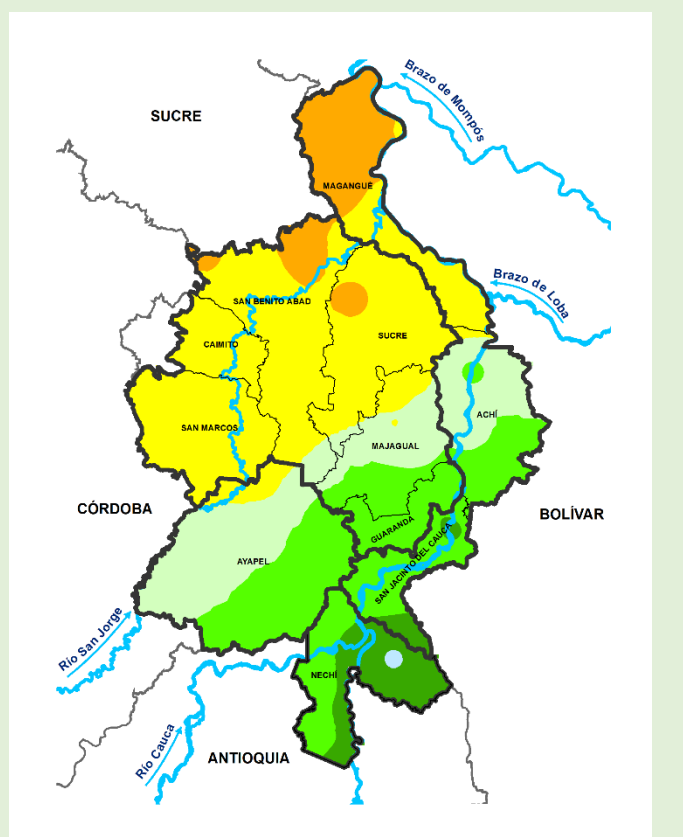 Brazo de Mompós
SUCRE
MAGANGUÉ
Brazo de Loba
SAN BENITO ABAD
SUCRE
CAIMITO
ACHÍ
SAN MARCOS
MAJAGUAL
CÓRDOBA
BOLÍVAR
GUARANDA
AYAPEL
SAN JACINTO DEL CAUCA
Río San Jorge
NECHÍ
Río Cauca
ANTIOQUIA